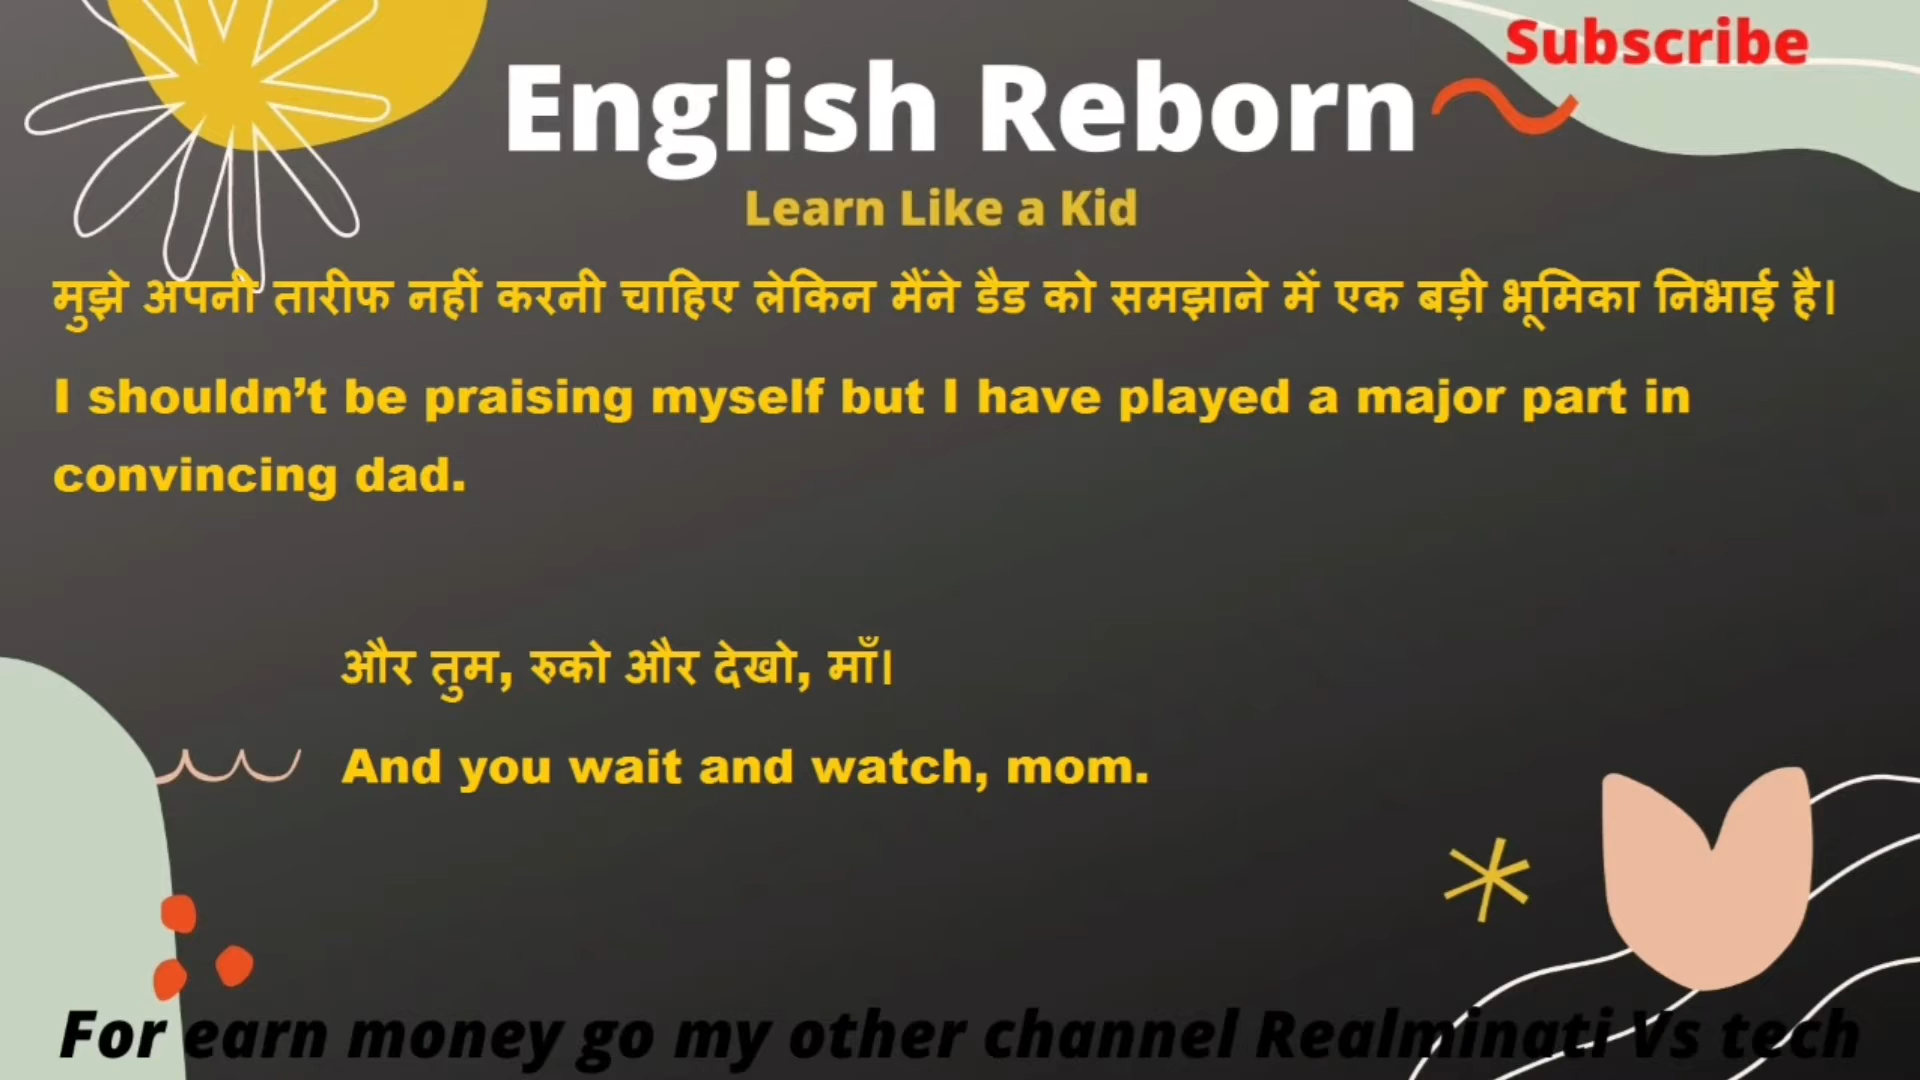 Subscribe
English Reborn
Learn Like a Kid
मुझे अपनी तारीफ नहीं करनी चाहिए लेकिन मैंने डैड को समझाने में एक बड़ी भूमिका निभाई है।
I shouldn’t be praising myself but I have played a major part in
convincing dad.
और तुम, रुको और देखो, माँ।
And you wait and watch, mom.
For earn money go my other channel Realminati Vs tech